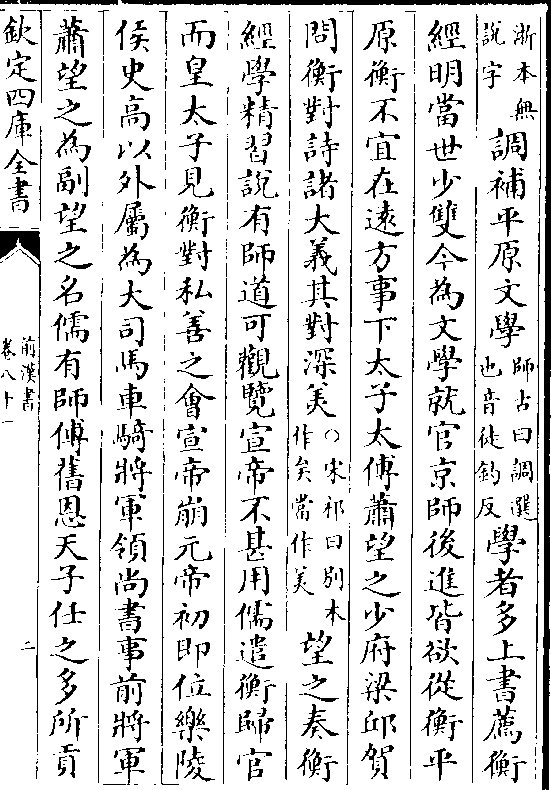 浙本無
說字
調補平原文學
師古曰調選
也音徒釣反
學者多上書薦衡
經明當世少雙今為文學就官京師後進皆欲從衡平
原衡不宜在遠方事下太子太傅蕭望之少府梁邱賀
問衡對詩諸大義其對深美
○宋祁曰別本
作矣當作美
望之奏衡
經學精習說有師道可觀覽宣帝不甚用儒遣衡歸官
而皇太子見衡對私善之會宣帝崩元帝初即位樂陵
侯史高以外屬為大司馬車騎將軍領尚書事前將軍
蕭望之為副望之名儒有師傅舊恩天子任之多所貢
欽定四庫全書
前漢書
卷八十一
二